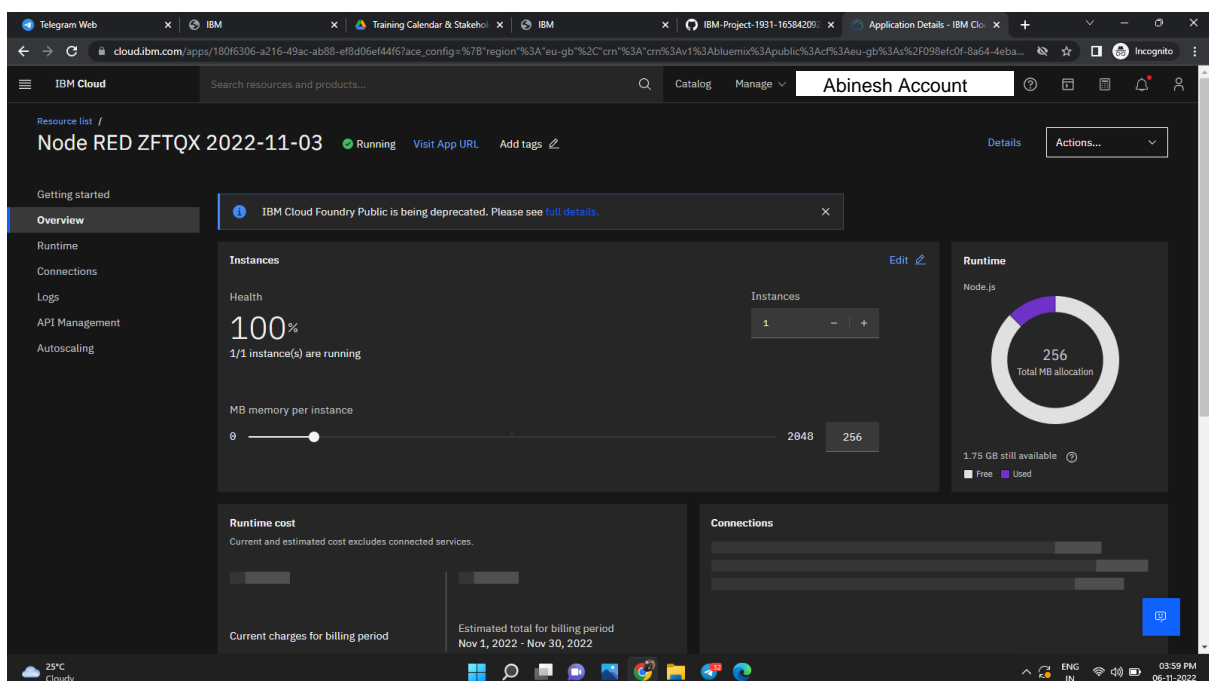 Telegram Web
IBM
Training Calendar & Stakehol
IBM
IBM-Project-1931-165842092
Application Details - IBM Clo
cloud.ibm.com/apps/180f6306-a216-49ac-ab88-ef8d06ef44f6?ace_config=%7B"region"%3A"eu-gb"%2C"crn"%3A"crn%3Av1%3Abluemix%3Apublic%3Acf%3Aeu-gb%3As%2F098efc0f-8a64-4eba...
Incognito
IBM Cloud
Search resources and products...
Catalog
Manage
Abinesh Account
Resource list /
Node RED ZFTQX 2022-11-03
Running
Visit App URL
Add tags
Details
Actions...
Getting started
Overview
Runtime
Connections
Logs
API Management
Autoscaling
IBM Cloud Foundry Public is being deprecated. Please see full details.
Instances
Edit
Health
100%
1/1 instance(s) are running
Instances
1 - +
MB memory per instance
0 2048 256
Runtime
Node.js
256
Total MB allocation
1.75 GB still available
Free Used
Runtime cost
Current and estimated cost excludes connected services.
Current charges for billing period
Estimated total for billing period
Nov 1, 2022 - Nov 30, 2022
Connections
25°C
Cloudy
12
ENG
IN
03:59 PM
06-11-2022